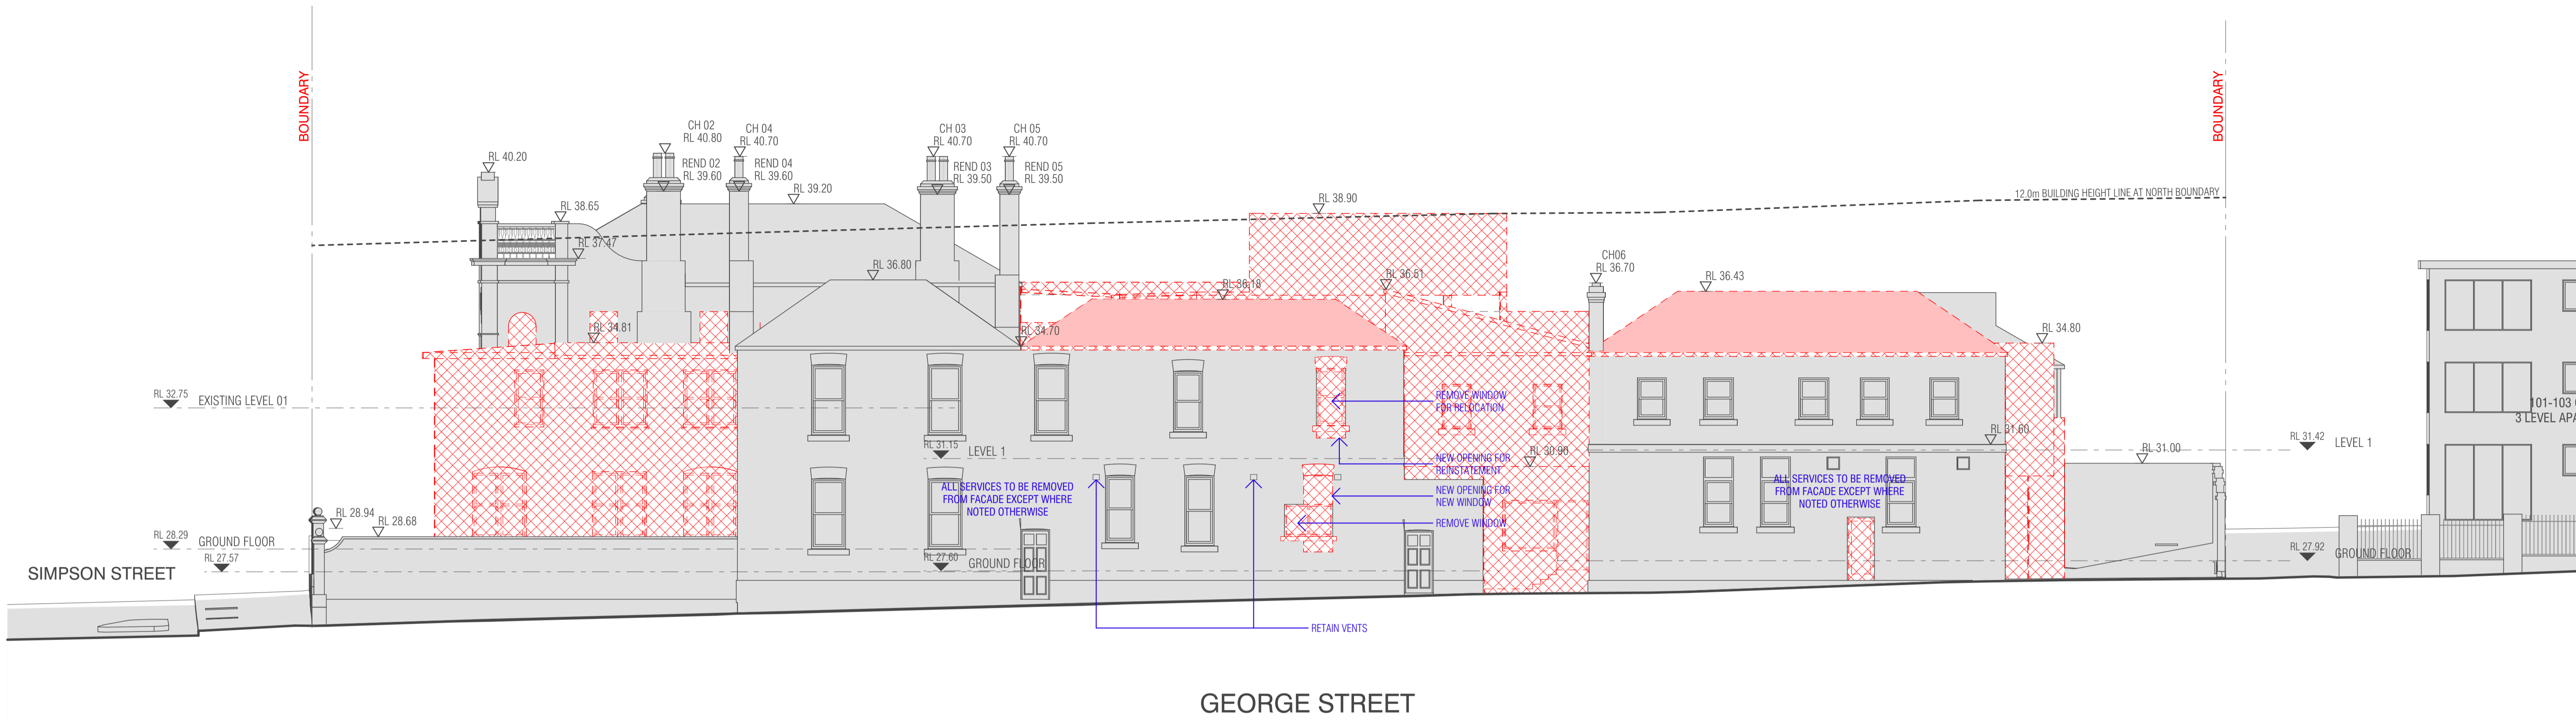 BOUNDARY
BOUNDARY
CH 02
RL 40.80
CH 04
RL 40.70
CH 03
RL 40.70
CH 05
RL 40.70
RL 40.20
REND 02
RL 39.60
REND 04
RL 39.60
REND 03
RL 39.50
REND 05
RL 39.50
RL 39.20
RL 38.90
12.0m BUILDING HEIGHT LINE AT NORTH BOUNDARY
RL 38.65
RL 37.47
RL 36.80
RL 36.18
RL 36.51
CH06
RL 36.70
RL 36.43
RL 34.81
RL 34.70
RL 34.80
RL 32.75
EXISTING LEVEL 01
REMOVE WINDOW
FOR RELOCATION
101-103
3 LEVEL APA
RL 31.15
LEVEL 1
RL 31.60
RL 31.42
LEVEL 1
RL 30.90
RL 31.00
NEW OPENING FOR
REINSTATEMENT
ALL SERVICES TO BE REMOVED
FROM FACADE EXCEPT WHERE
NOTED OTHERWISE
NEW OPENING FOR
NEW WINDOW
ALL SERVICES TO BE REMOVED
FROM FACADE EXCEPT WHERE
NOTED OTHERWISE
REMOVE WINDOW
RL 28.94
RL 28.68
RL 28.29
GROUND FLOOR
RL 27.57
RL 27.60
GROUND FLOOR
RL 27.92
GROUND FLOOR
SIMPSON STREET
RETAIN VENTS
GEORGE STREET